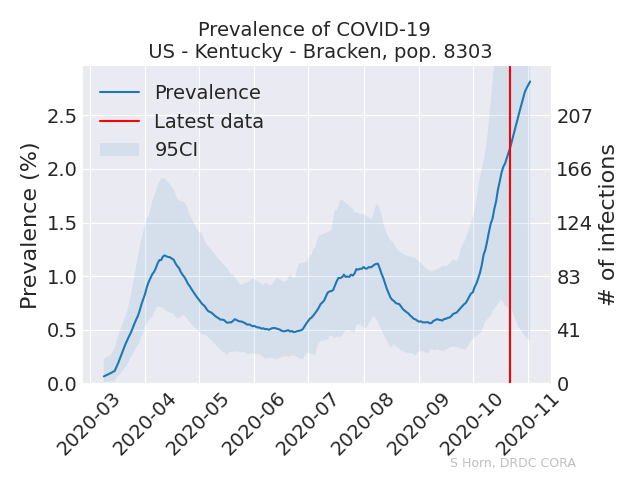 Prevalence of COVID-19
US - Kentucky - Bracken, pop. 8303
Prevalence
Latest data
95CI
Prevalence (%)
2.5
2.0
1.5
1.0
0.5
0.0
207
166
124
83
41
0
# of infections
2020-03
2020-04
2020-05
2020-06
2020-07
2020-08
2020-09
2020-10
2020-11
S Horn, DRDC CORA